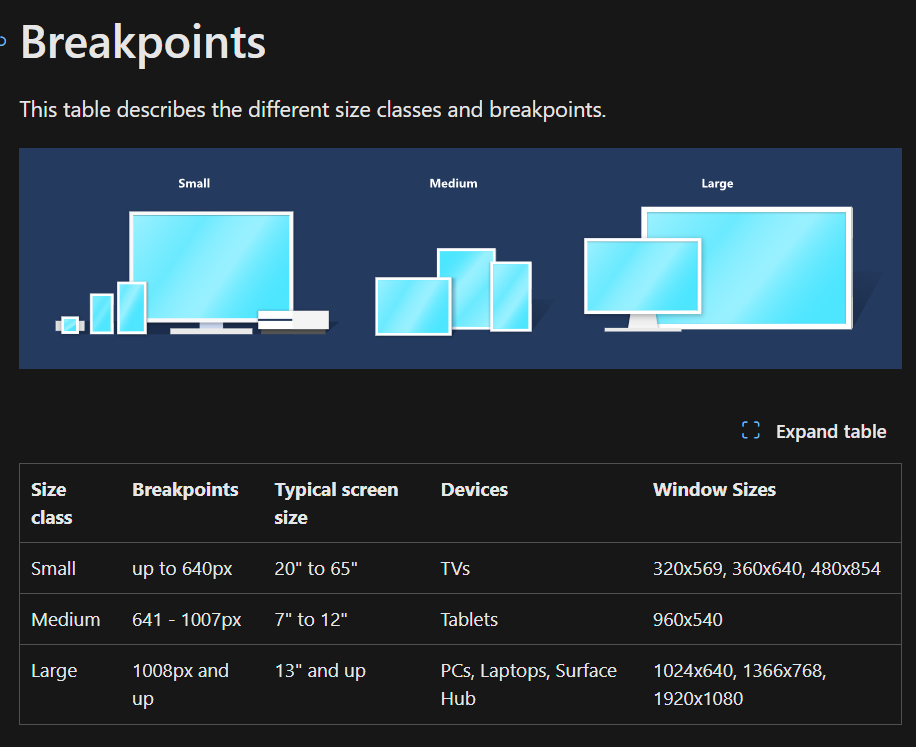 Breakpoints
This table describes the different size classes and breakpoints.
Small
Medium
Large
Expand table
Size class
Breakpoints
Typical screen size
Devices
Window Sizes
Small
up to 640px
20" to 65"
TVs
320x569, 360x640, 480x854
Medium
641 - 1007px
7" to 12"
Tablets
960x540
Large
1008px and up
13" and up
PCs, Laptops, Surface Hub
1024x640, 1366x768, 1920x1080